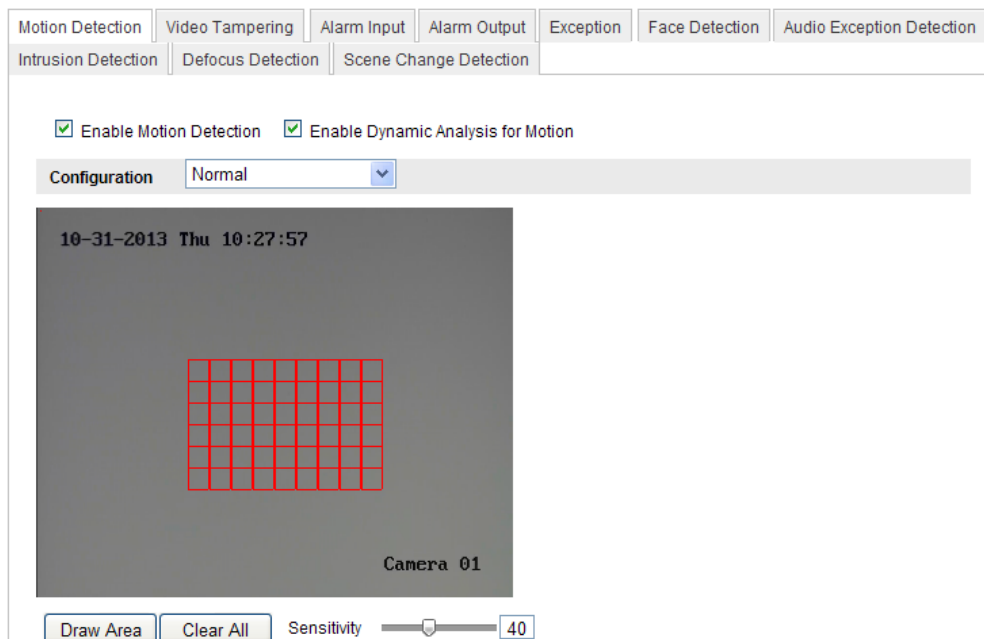 Motion Detection Video Tampering Alarm Input Alarm Output Exception Face Detection Audio Exception Detection
Intrusion Detection Defocus Detection Scene Change Detection
Enable Motion Detection Enable Dynamic Analysis for Motion
Configuration Normal
10-31-2013 Thu 10:27:57
Camera 01
Draw Area Clear All Sensitivity 40